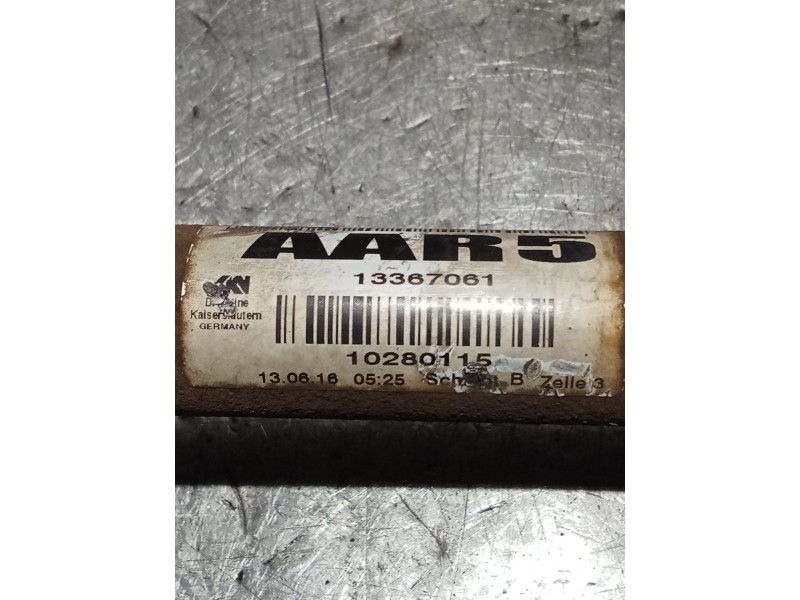 AAR5
13367061
Kaiserslautern
GERMANY
10280115
13.06.16 05:25 B Zelle 3